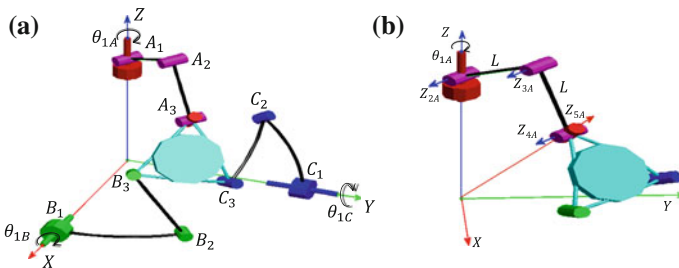 (a)
Z
θ1A
A1
A2
A3
C2
B3
C3
C1
Y
θ1C
B1
θ1B
X
B2
(b)
Z
θ1A
L
Z2A
Z3A
L
Z5A
Z4A
Y
X